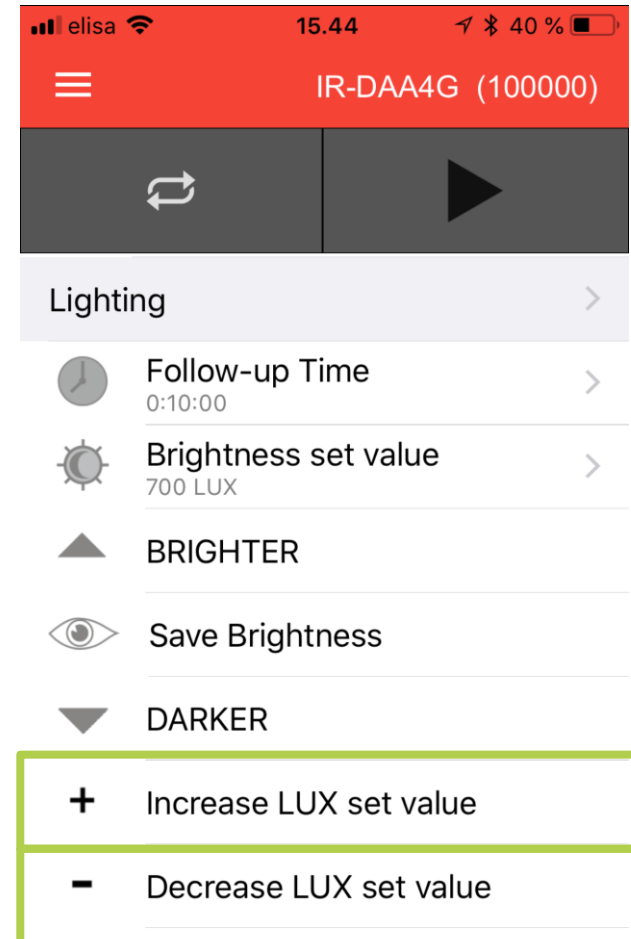 elisa 15.44 40 %
IR-DAA4G (100000)
Lighting
Follow-up Time
0:10:00
Brightness set value
700 LUX
BRIGHTER
Save Brightness
DARKER
+ Increase LUX set value
- Decrease LUX set value